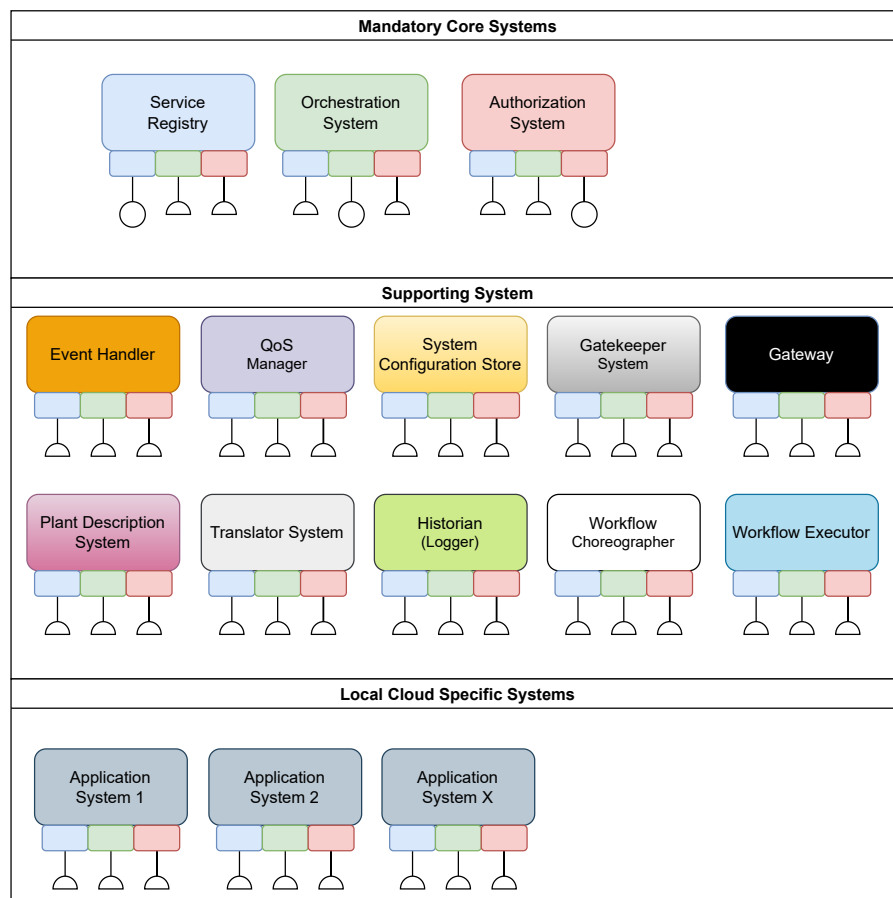 Mandatory Core Systems
Service
Registry
Orchestration
System
Authorization
System
Supporting System
Event Handler
QoS
Manager
System
Configuration Store
Gatekeeper
System
Gateway
Plant Description
System
Translator System
Historian
(Logger)
Workflow
Choreographer
Workflow Executor
Local Cloud Specific Systems
Application
System 1
Application
System 2
Application
System X